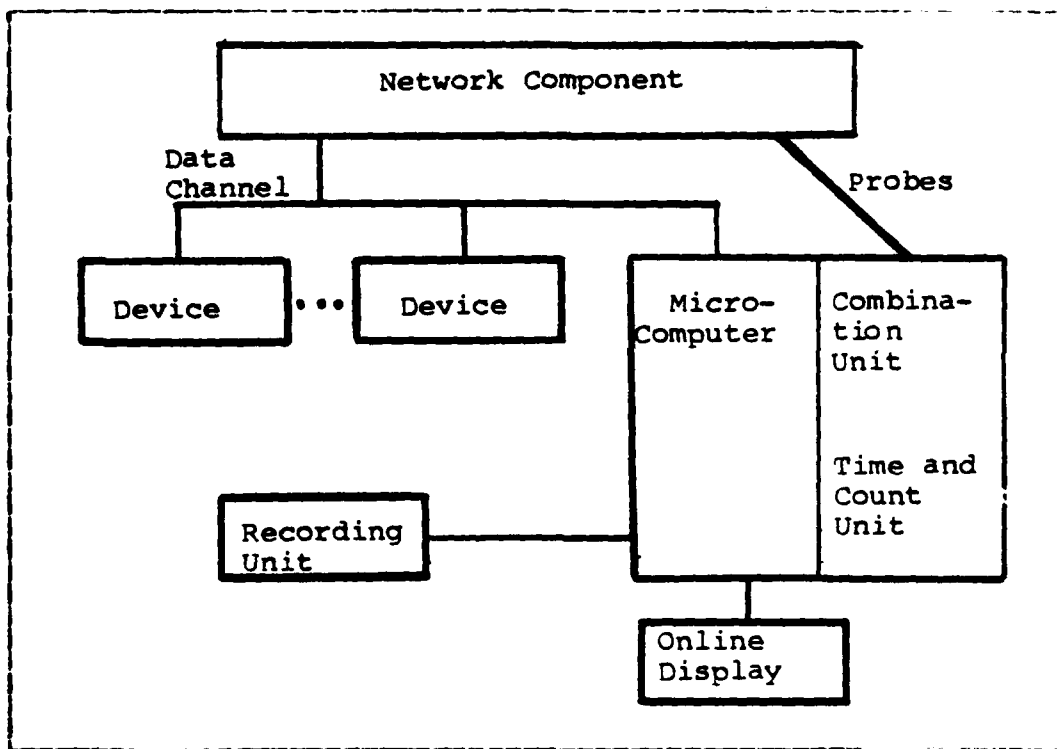 Network Component
Data
Channel
Probes
Device
•••
Device
Micro-
Computer
Combina-
tion
Unit
Time and
Count
Unit
Recording
Unit
Online
Display